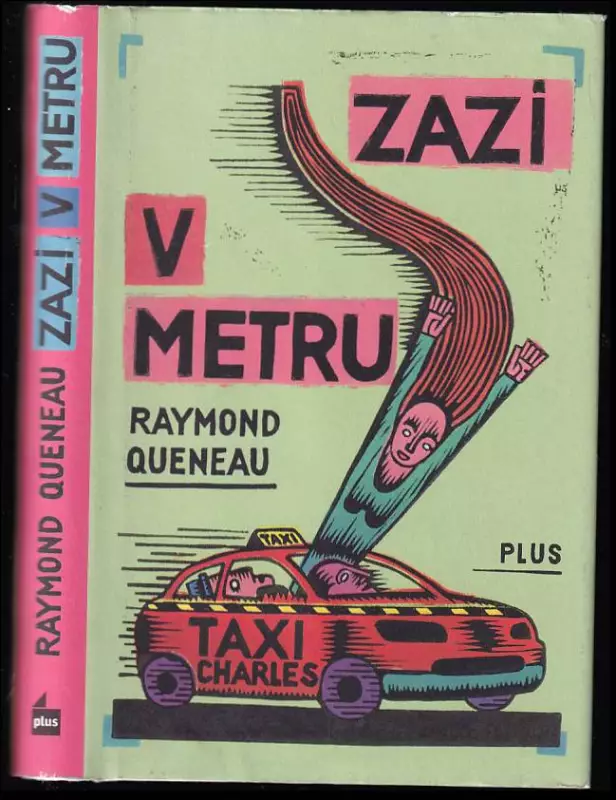 ZAZI
V
METRU
RAYMOND
QUENEAU
PLUS
TAXI
TAXI
CHARLES
RAYMOND QUENEAU ZAZI V METRU
plus